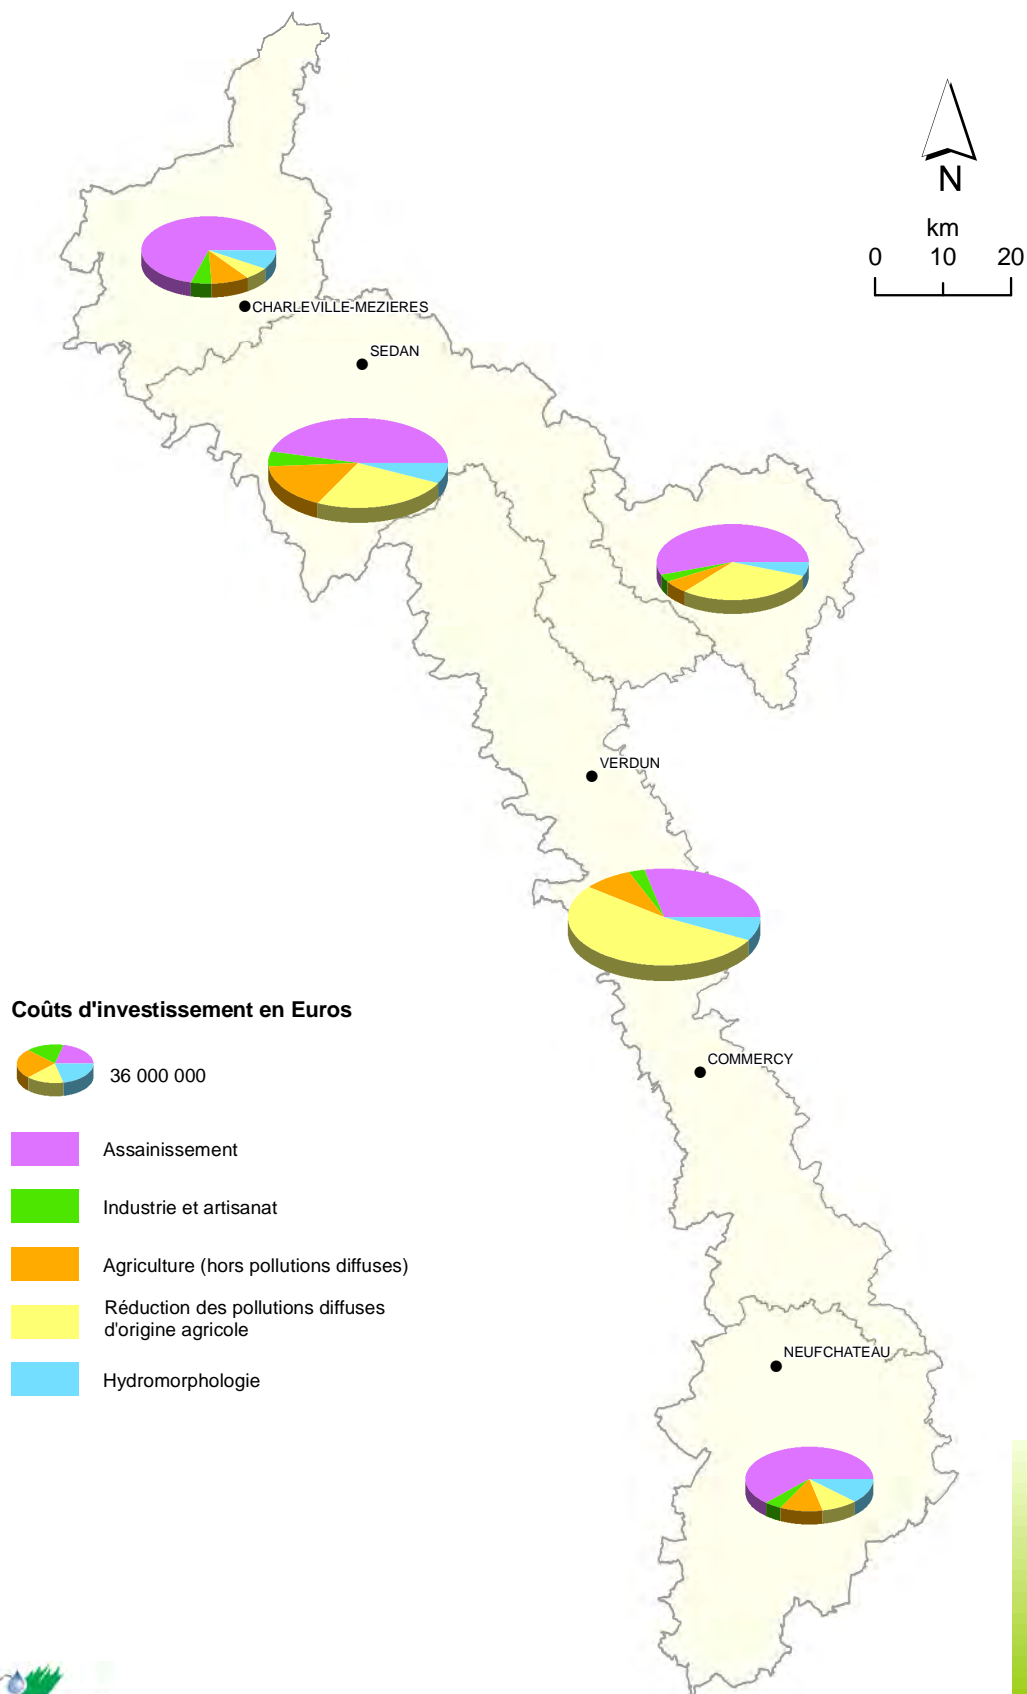 N
km
0 10 20
CHARLEVILLE-MEZIERES
SEDAN
VERDUN
COMMERCY
NEUFCHATEAU
Coûts d'investissement en Euros
36 000 000
Assainissement
Industrie et artisanat
Agriculture (hors pollutions diffuses)
Réduction des pollutions diffuses
d'origine agricole
Hydromorphologie